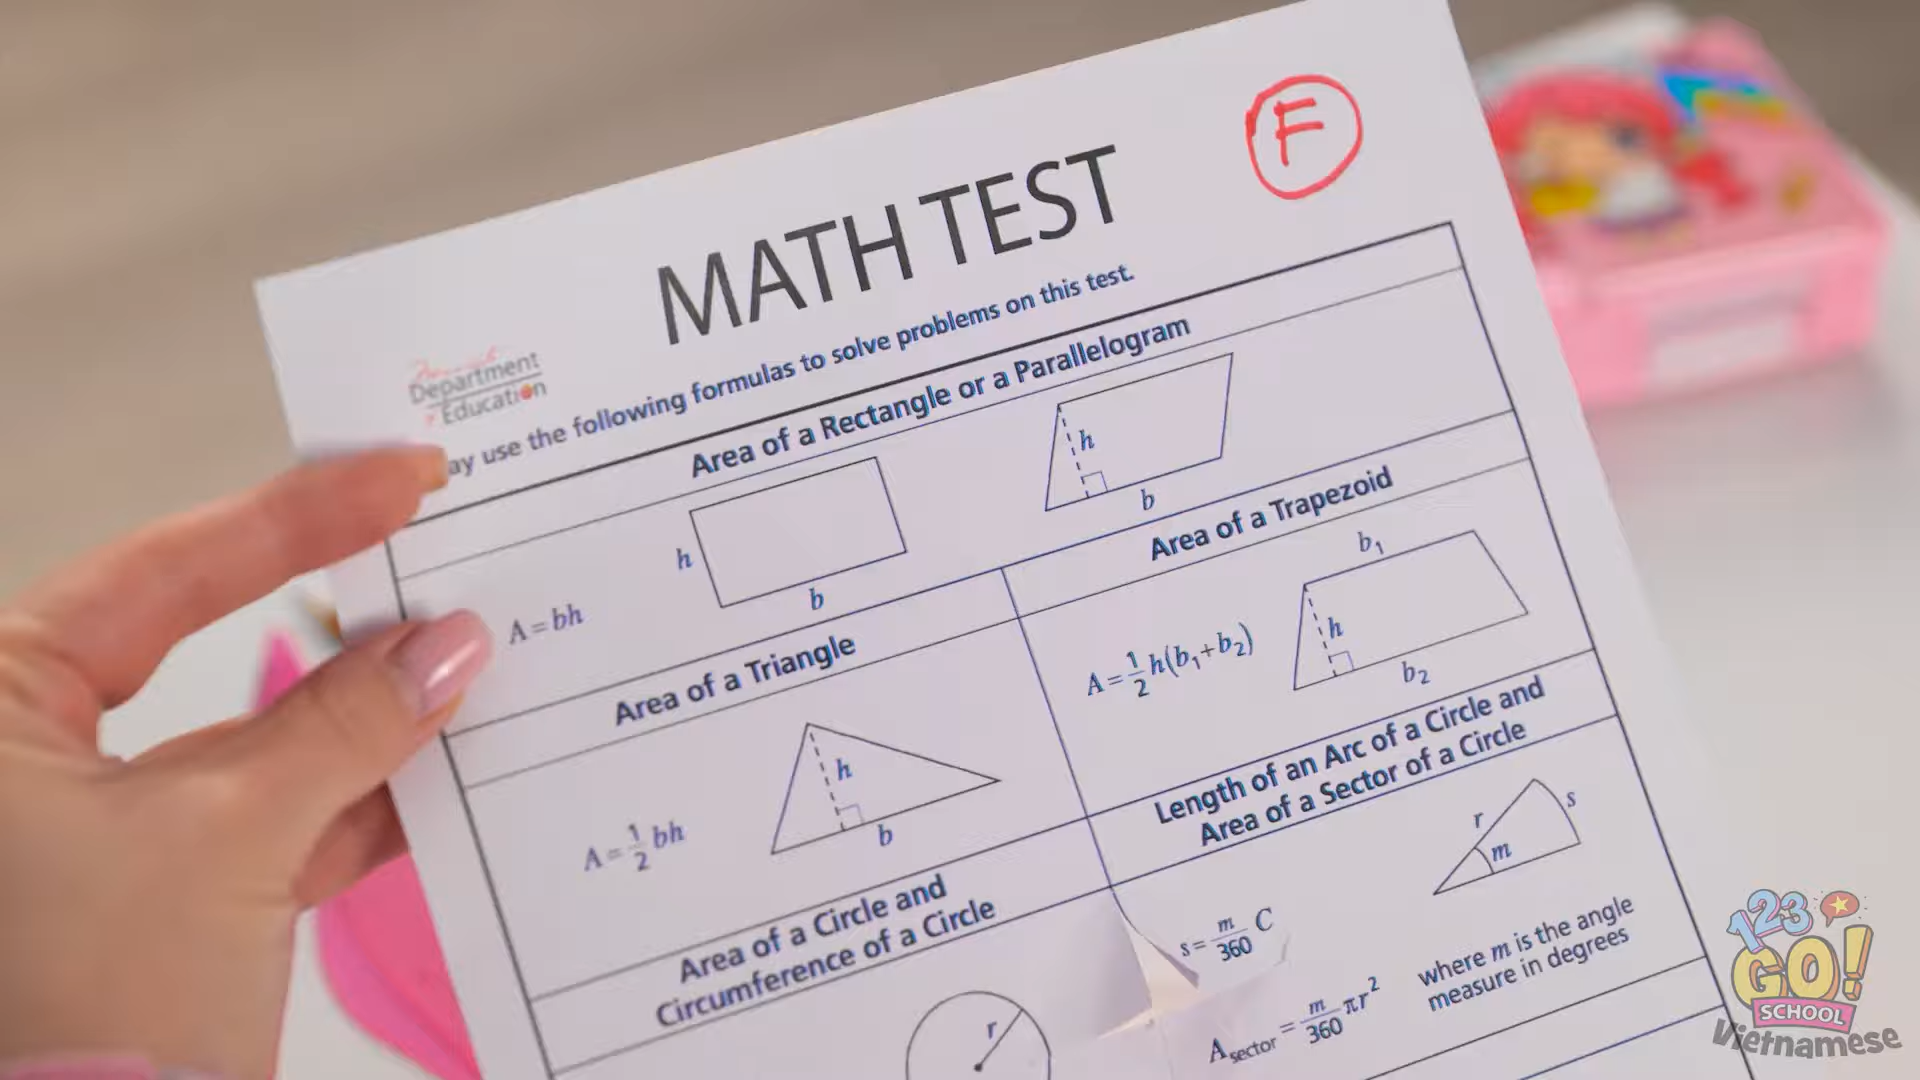 F
MATH TEST
Department
Education
ay use the following formulas to solve problems on this test.
Area of a Rectangle or a Parallelogram
h
b
h
b
A = bh
Area of a Triangle
h
b
A = 1/2 bh
Area of a Trapezoid
b₁
h
b₂
A = 1/2 h(b₁+b₂)
Area of a Circle and
Circumference of a Circle
r
Length of an Arc of a Circle and
Area of a Sector of a Circle
r
s
m
s = m/360 C
A sector = m/360 πr²
where m is the angle
measure in degrees
123
GO!
SCHOOL
Vietnamese